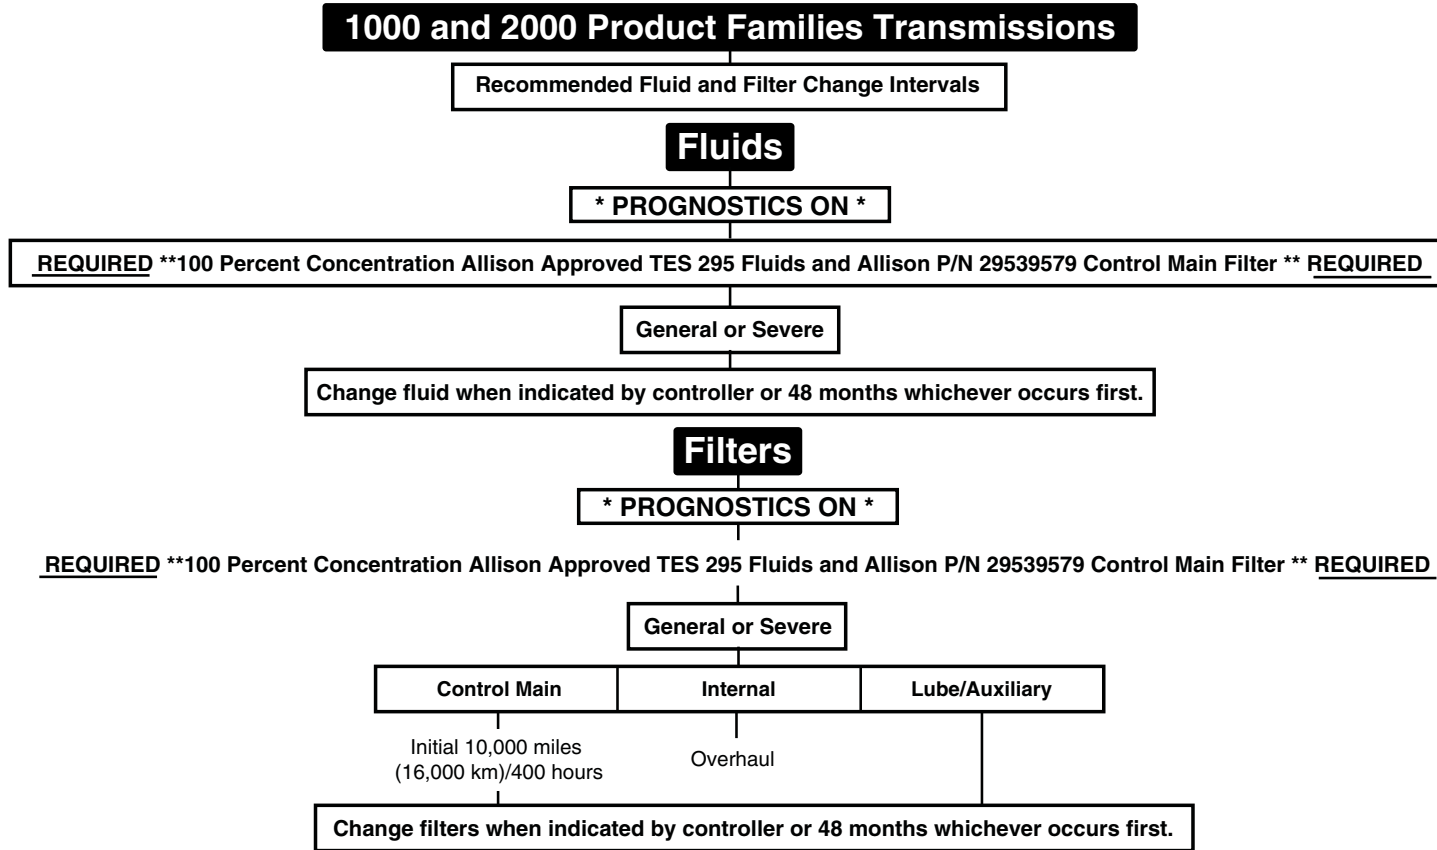 1000 and 2000 Product Families Transmissions
Recommended Fluid and Filter Change Intervals
Fluids
* PROGNOSTICS ON *
REQUIRED **100 Percent Concentration Allison Approved TES 295 Fluids and Allison P/N 29539579 Control Main Filter ** REQUIRED
General or Severe
Change fluid when indicated by controller or 48 months whichever occurs first.
Filters
* PROGNOSTICS ON *
REQUIRED **100 Percent Concentration Allison Approved TES 295 Fluids and Allison P/N 29539579 Control Main Filter ** REQUIRED
General or Severe
Control Main Internal Lube/Auxiliary
Initial 10,000 miles
(16,000 km)/400 hours
Overhaul
Change filters when indicated by controller or 48 months whichever occurs first.